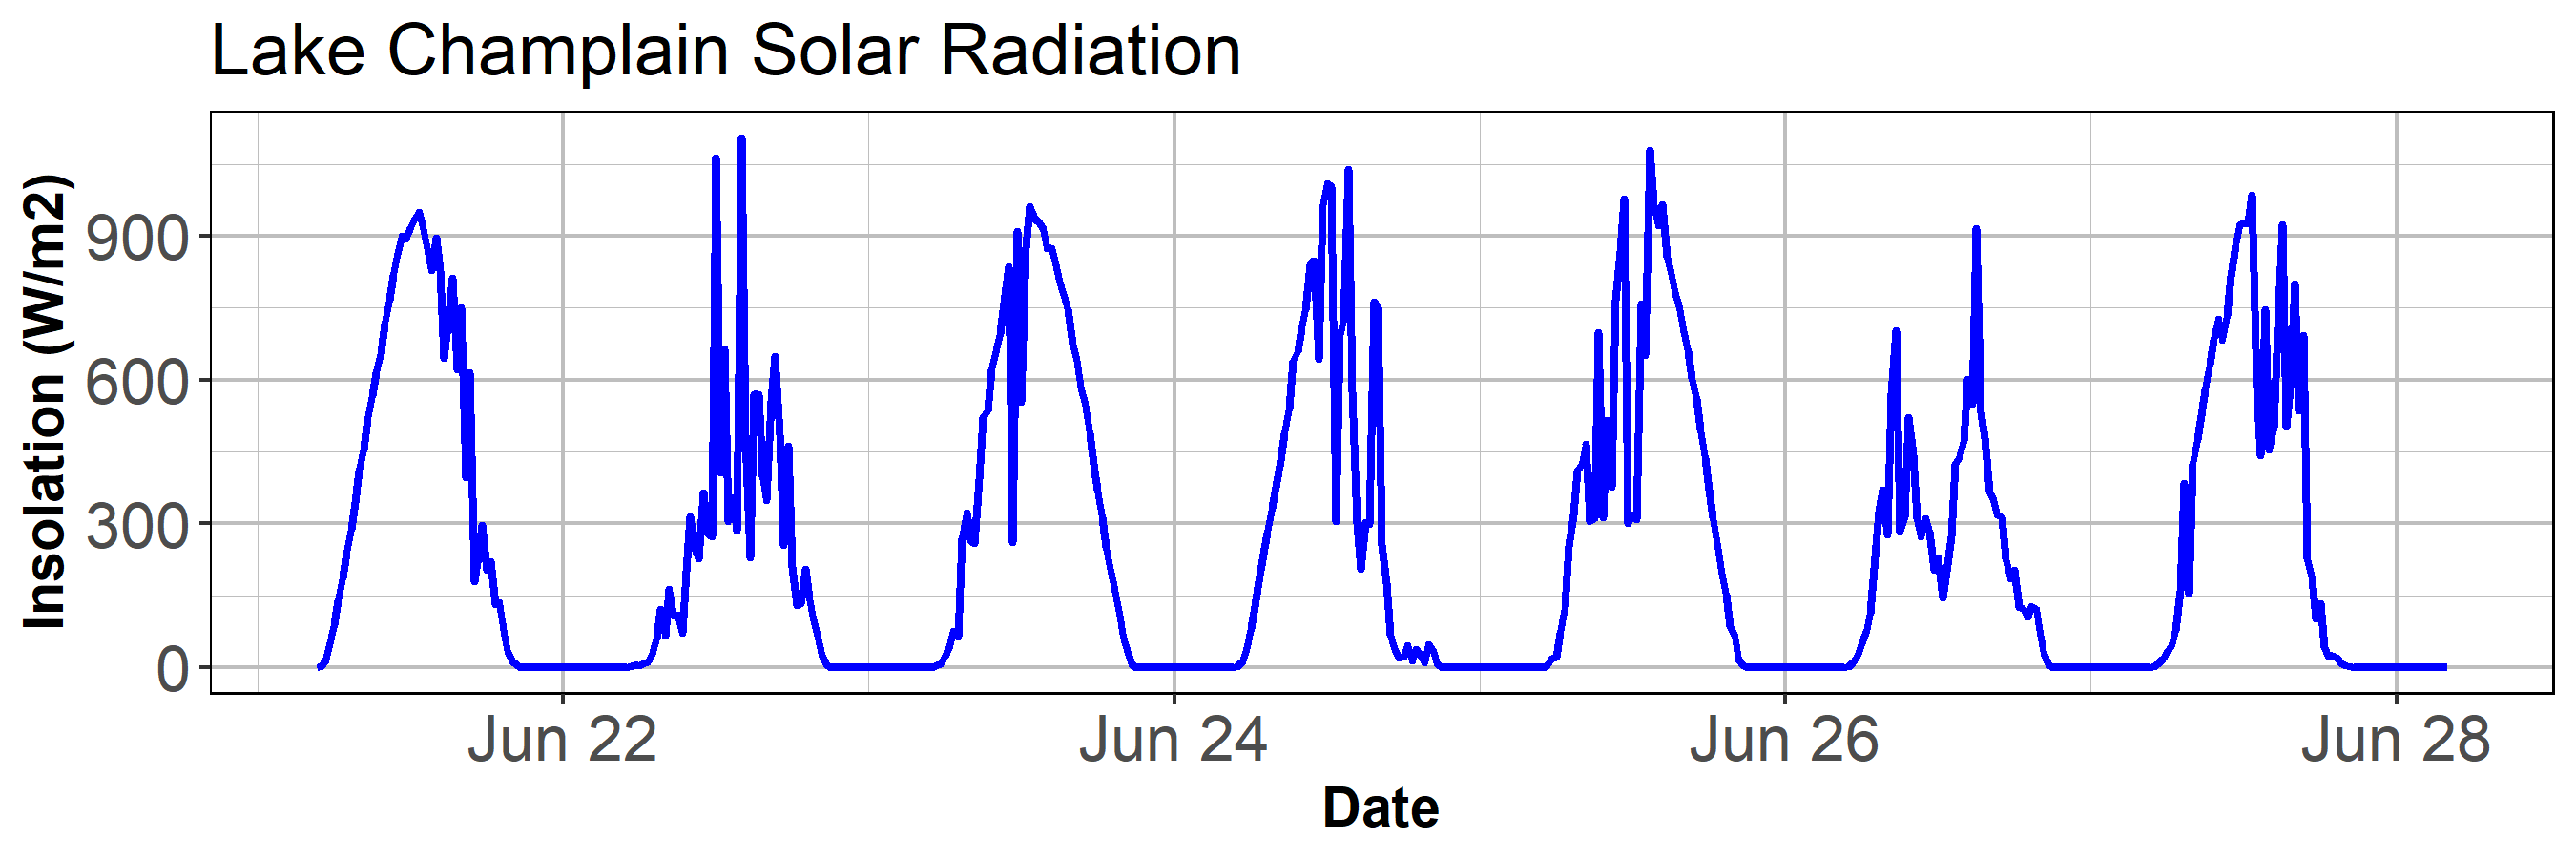 Lake Champlain Solar Radiation
Insolation (W/m2)
900
600
300
0
Jun 22 Jun 24 Jun 26 Jun 28
Date